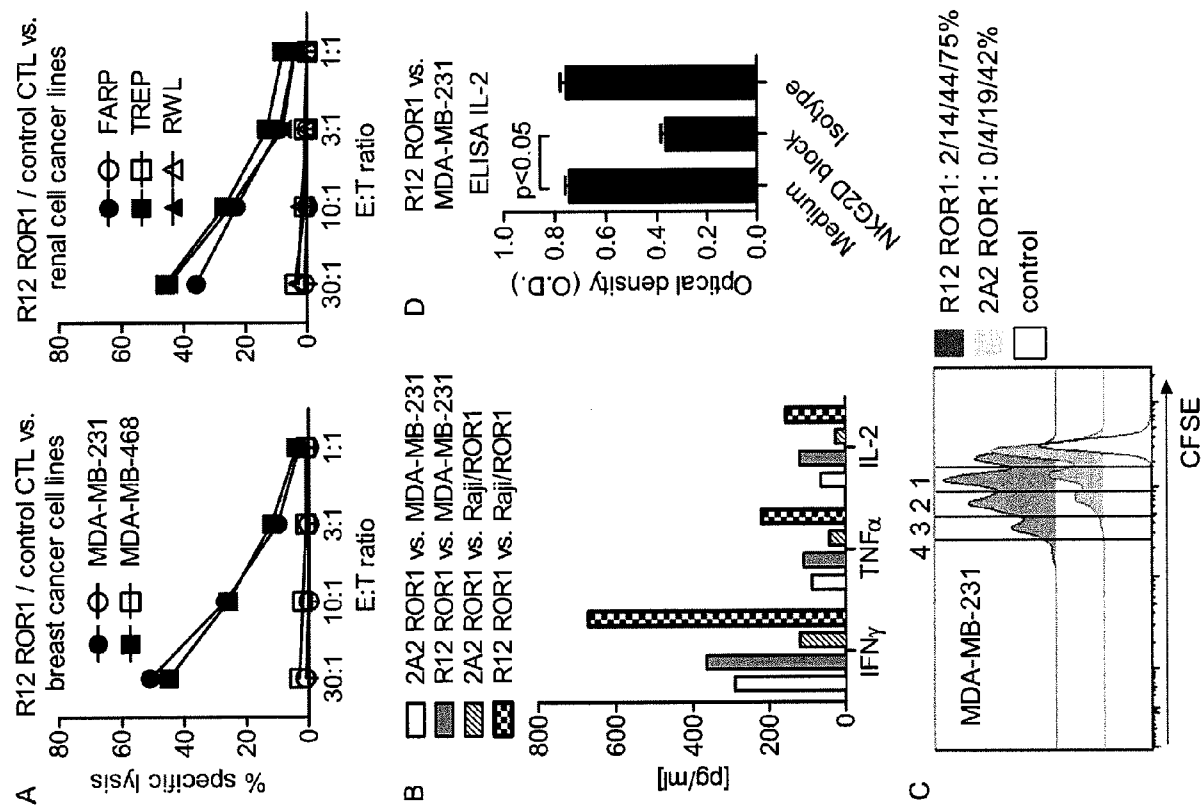 A
R12 ROR1 / control CTL vs.
breast cancer cell lines
MDA-MB-231
MDA-MB-468
% specific lysis
80
60
40
20
0
30:1 10:1 3:1 1:1
E:T ratio
R12 ROR1 / control CTL vs.
renal cell cancer lines
FARP
TREP
RWL
80
60
40
20
0
30:1 10:1 3:1 1:1
E:T ratio
B
2A2 ROR1 vs. MDA-MB-231
R12 ROR1 vs. MDA-MB-231
2A2 ROR1 vs. Raji/ROR1
R12 ROR1 vs. Raji/ROR1
[pg/ml]
800
600
400
200
0
IFNγ TNFα IL-2
D
R12 ROR1 vs.
MDA-MB-231
ELISA IL-2
p<0.05
Optical density (O.D.)
1.0
0.8
0.6
0.4
0.2
0.0
Medium
NKG2D block
Isotype
C
MDA-MB-231
4 3 2 1
CFSE
R12 ROR1: 2/14/44/75%
2A2 ROR1: 0/4/19/42%
control